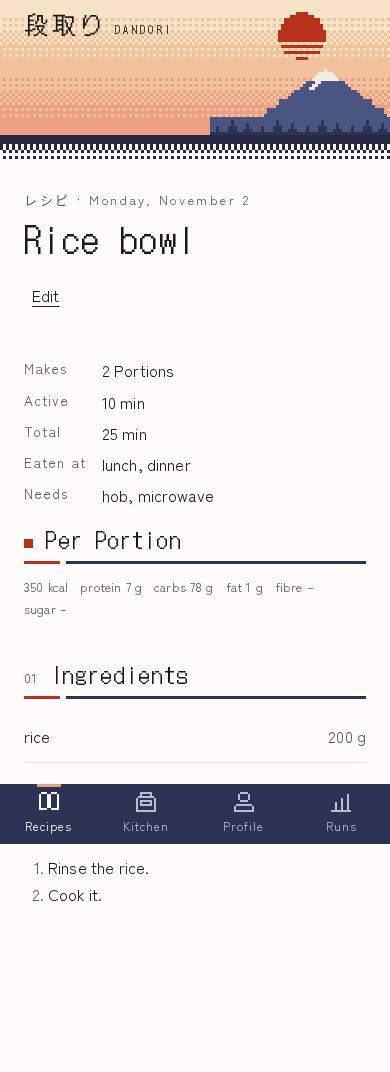 段取り DANDORI
レシピ · Monday, November 2
Rice bowl
Edit
Makes 2 Portions
Active 10 min
Total 25 min
Eaten at lunch, dinner
Needs hob, microwave
Per Portion
350 kcal protein 7 g carbs 78 g fat 1 g fibre –
sugar –
01 Ingredients
rice 200 g
Recipes Kitchen Profile Runs
1. Rinse the rice.
2. Cook it.